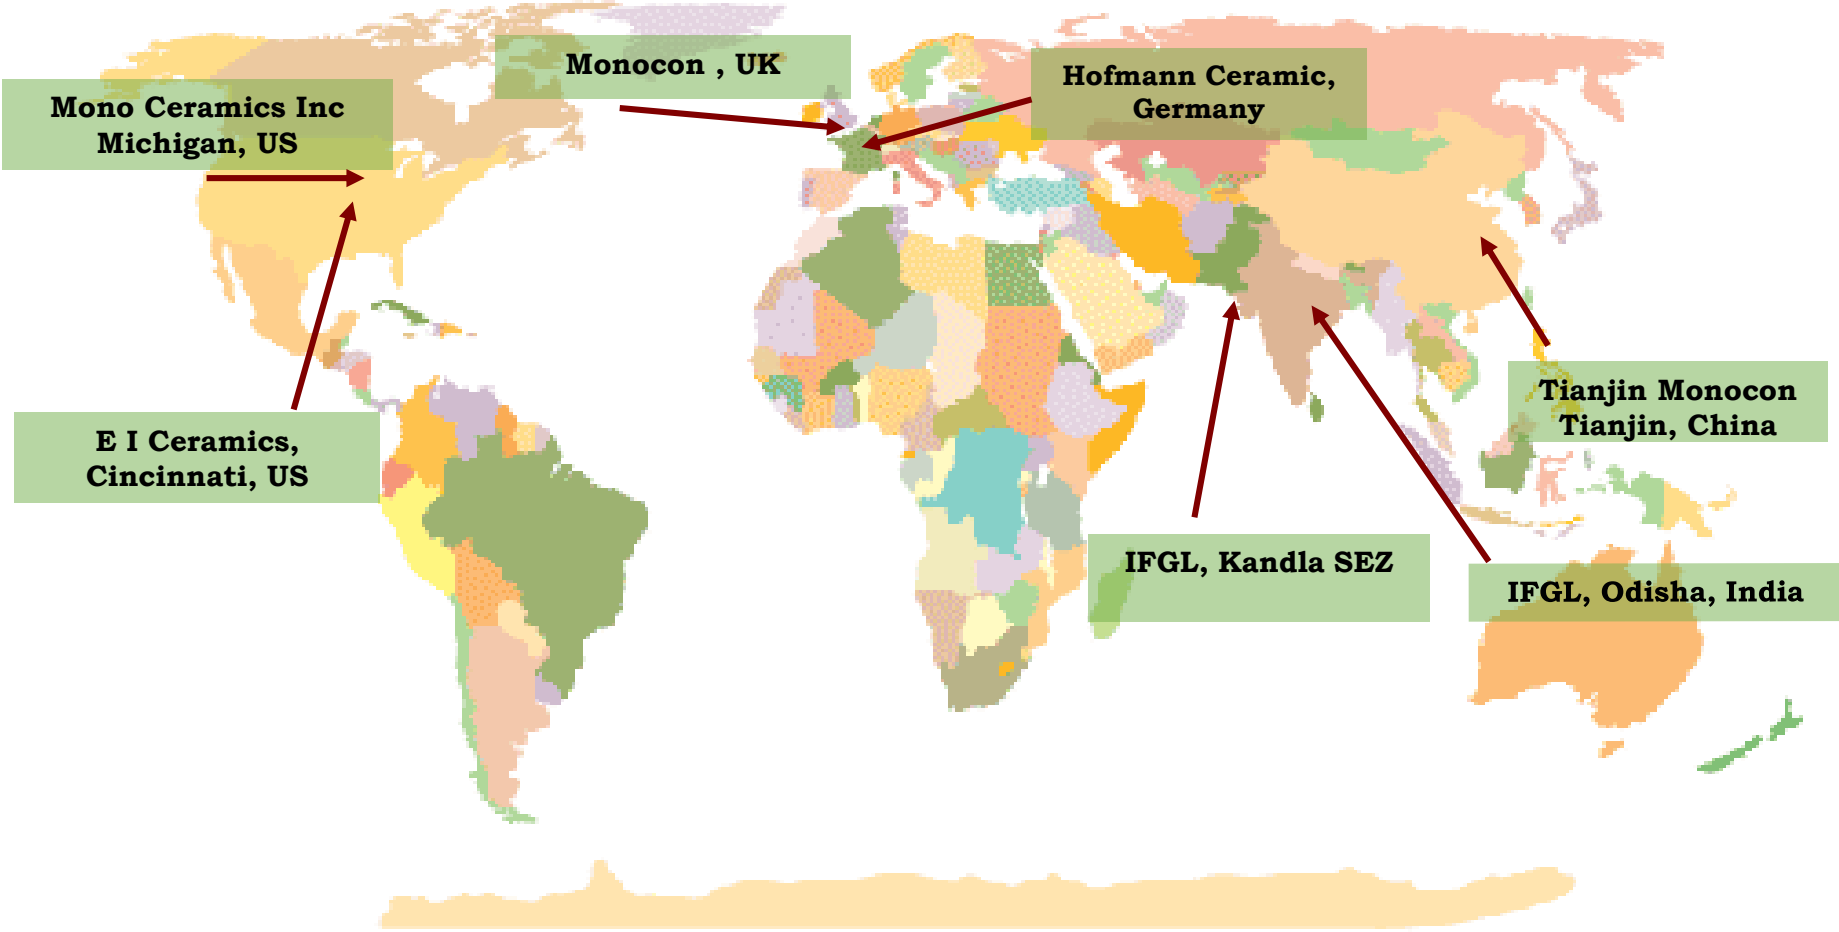 Monocon , UK
Hofmann Ceramic,
Germany
Mono Ceramics Inc
Michigan, US
Tianjin Monocon
Tianjin, China
E I Ceramics,
Cincinnati, US
IFGL, Kandla SEZ
IFGL, Odisha, India